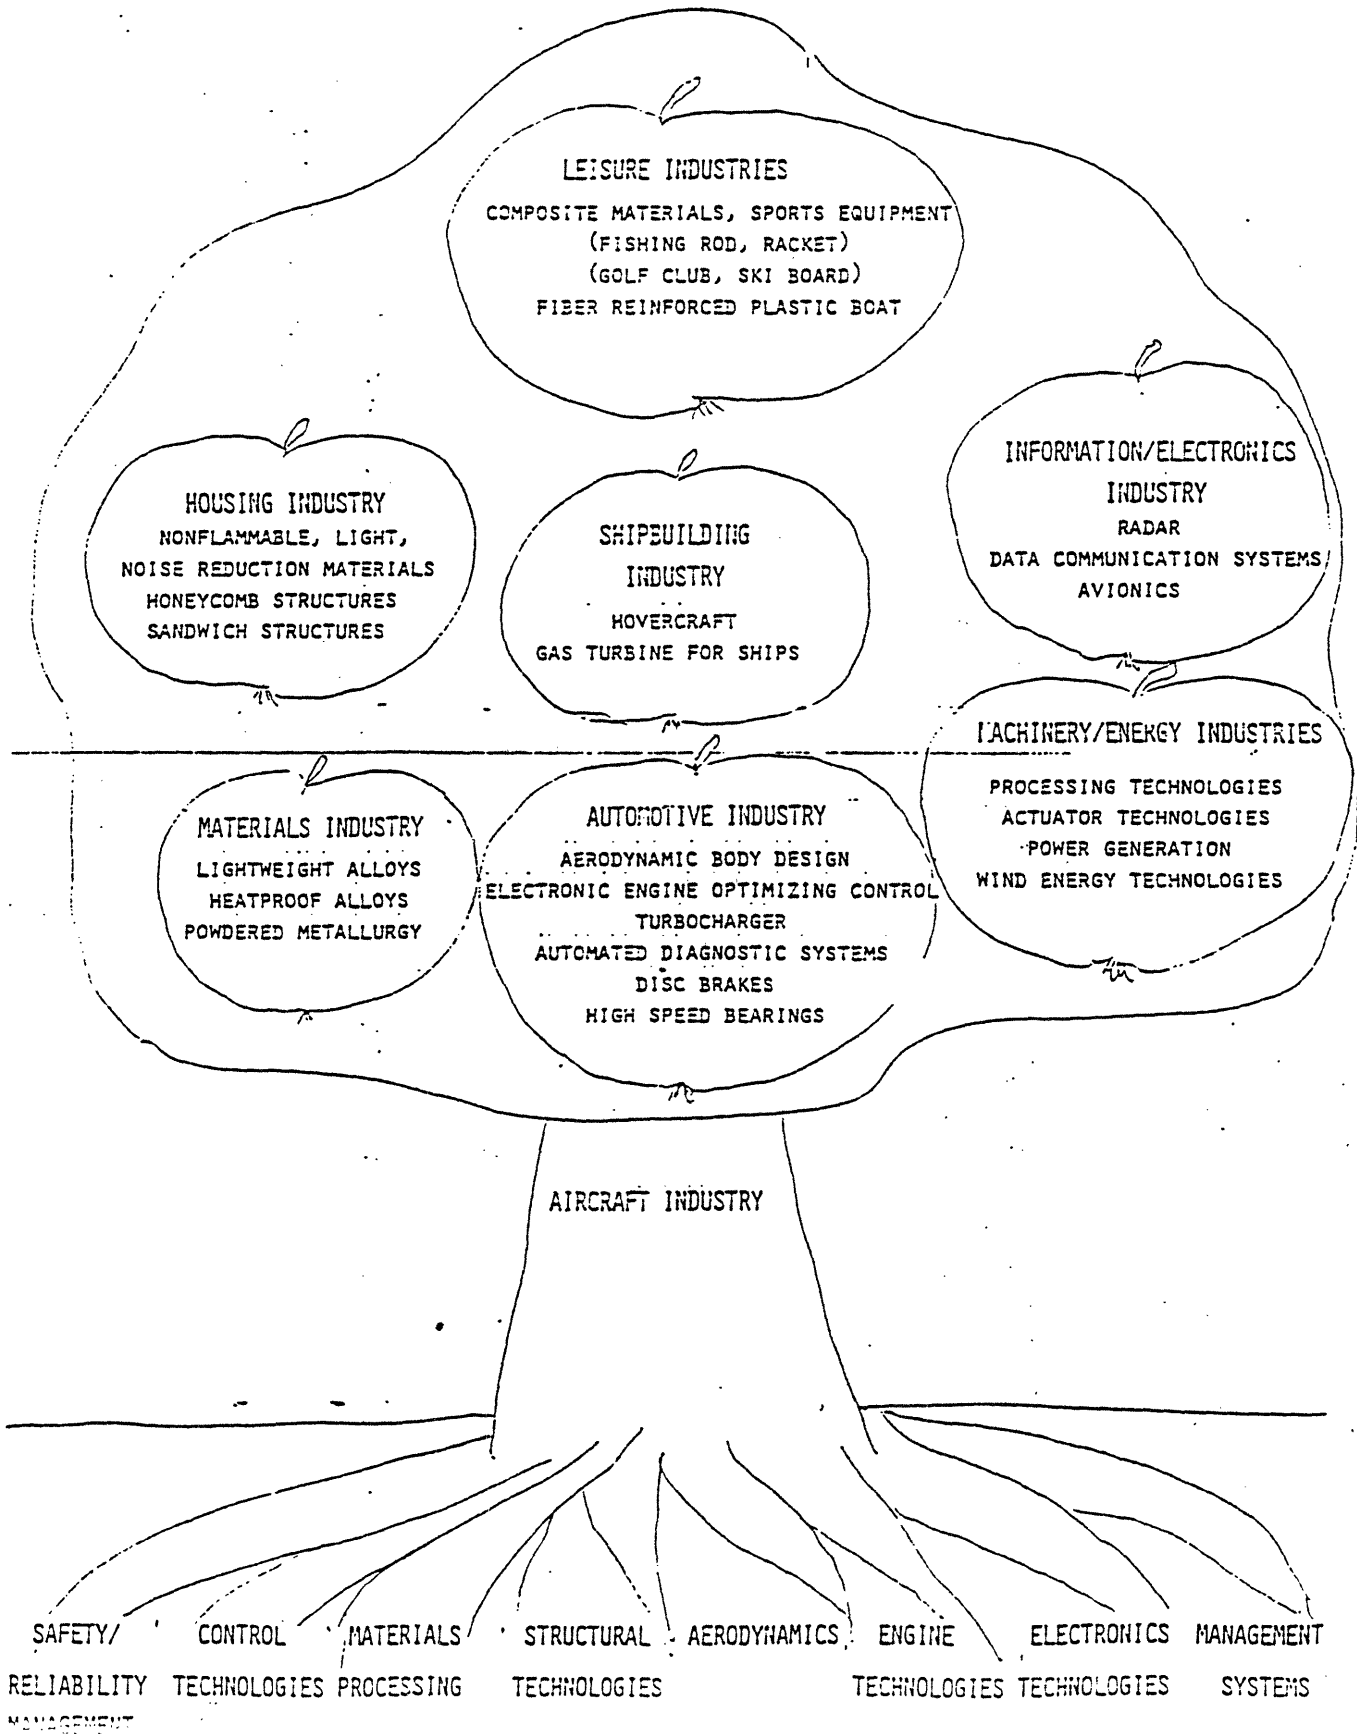 LEISURE INDUSTRIES
COMPOSITE MATERIALS, SPORTS EQUIPMENT
(FISHING ROD, RACKET)
(GOLF CLUB, SKI BOARD)
FIBER REINFORCED PLASTIC BOAT
HOUSING INDUSTRY
NONFLAMMABLE, LIGHT,
NOISE REDUCTION MATERIALS
HONEYCOMB STRUCTURES
SANDWICH STRUCTURES
SHIPBUILDING
INDUSTRY
HOVERCRAFT
GAS TURBINE FOR SHIPS
INFORMATION/ELECTRONICS
INDUSTRY
RADAR
DATA COMMUNICATION SYSTEMS
AVIONICS
MATERIALS INDUSTRY
LIGHTWEIGHT ALLOYS
HEATPROOF ALLOYS
POWDERED METALLURGY
AUTOMOTIVE INDUSTRY
AERODYNAMIC BODY DESIGN
ELECTRONIC ENGINE OPTIMIZING CONTROL
TURBOCHARGER
AUTOMATED DIAGNOSTIC SYSTEMS
DISC BRAKES
HIGH SPEED BEARINGS
MACHINERY/ENERGY INDUSTRIES
PROCESSING TECHNOLOGIES
ACTUATOR TECHNOLOGIES
POWER GENERATION
WIND ENERGY TECHNOLOGIES
AIRCRAFT INDUSTRY
SAFETY/
RELIABILITY
MANAGEMENT
CONTROL
TECHNOLOGIES
MATERIALS
PROCESSING
STRUCTURAL
TECHNOLOGIES
AERODYNAMICS
ENGINE
TECHNOLOGIES
ELECTRONICS
TECHNOLOGIES
MANAGEMENT
SYSTEMS